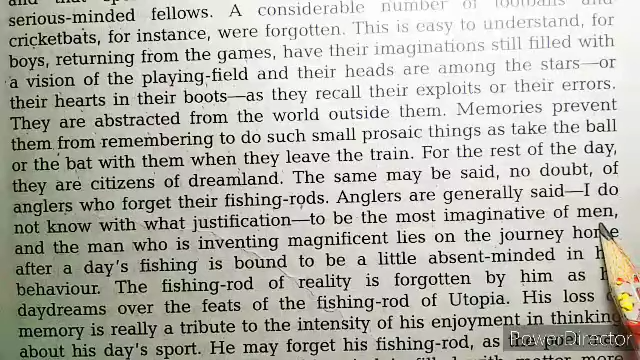 serious-minded fellows. A considerable number of footballs and
cricketbats, for instance, were forgotten. This is easy to understand, for
boys, returning from the games, have their imaginations still filled with
a vision of the playing-field and their heads are among the stars—or
their hearts in their boots—as they recall their exploits or their errors.
They are abstracted from the world outside them. Memories prevent
them from remembering to do such small prosaic things as take the ball
or the bat with them when they leave the train. For the rest of the day,
they are citizens of dreamland. The same may be said, no doubt, of
anglers who forget their fishing-rods. Anglers are generally said—I do
not know with what justification—to be the most imaginative of men,
and the man who is inventing magnificent lies on the journey home
after a day's fishing is bound to be a little absent-minded in
behaviour. The fishing-rod of reality is forgotten by him as
daydreams over the feats of the fishing-rod of Utopia. His loss
memory is really a tribute to the intensity of his enjoyment in thinking
about his day's sport. He may forget his fishing-rod, as the
PowerDirector